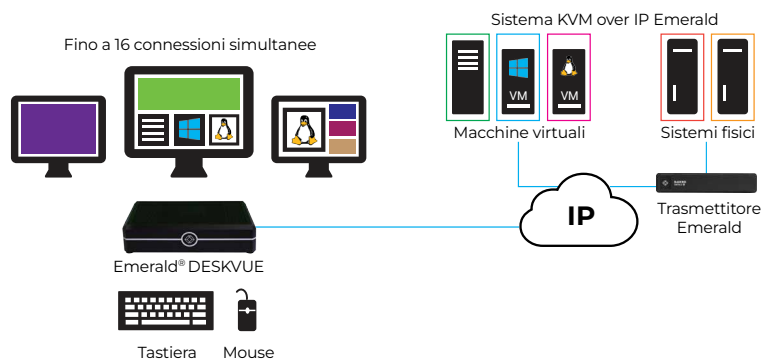 Sistema KVM over IP Emerald
Fino a 16 connessioni simultanee
VM
VM
Macchine virtuali
Sistemi fisici
IP
Trasmettitore
Emerald
Emerald® DESKVUE
Tastiera
Mouse